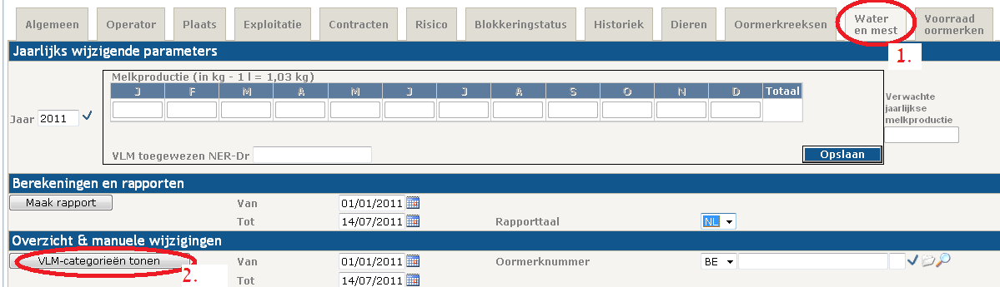 Algemeen Operator Plaats Exploitatie Contracten Risico Blokkeringstatus Historiek Dieren Oormerkreeksen Water en mest Voorraad oormerken
1.
Jaarlijks wijzigende parameters
Melkproductie (in kg - 1 l = 1,03 kg)
J F M A M J J A S O N D Totaal
Jaar 2011
Verwachte
jaarlijkse
melkproductie
VLM toegewezen NER-Dr
Opslaan
Berekeningen en rapporten
Maak rapport Van 01/01/2011
Tot 14/07/2011 Rapporttaal NL
Overzicht & manuele wijzigingen
VLM-categorieën tonen Van 01/01/2011 Oormerknummer BE
2.
Tot 14/07/2011